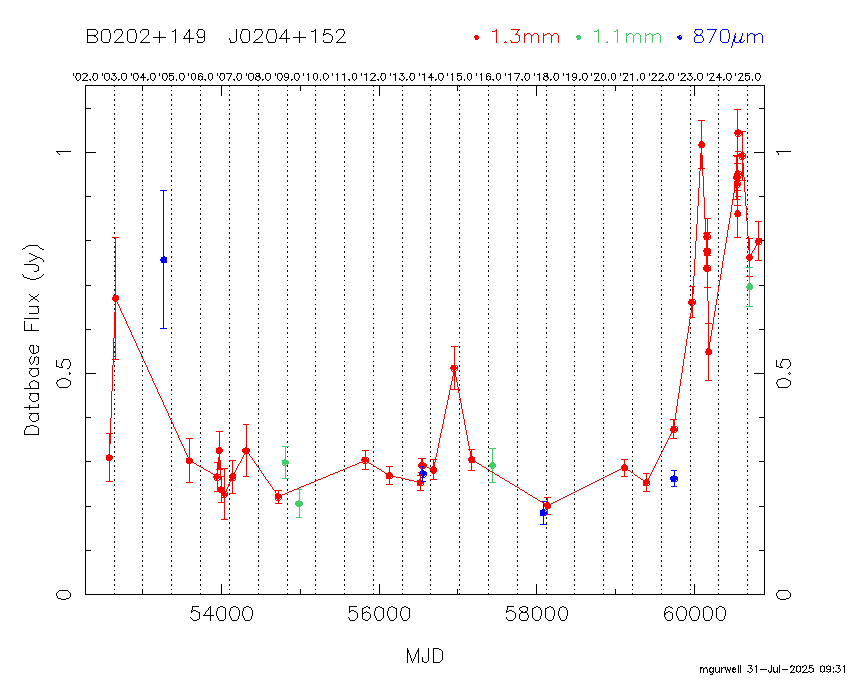 B0202+149 J0204+152 1.3mm 1.1mm 870μm
'02.0 '03.0 '04.0 '05.0 '06.0 '07.0 '08.0 '09.0 '10.0 '11.0 '12.0 '13.0 '14.0 '15.0 '16.0 '17.0 '18.0 '19.0 '20.0 '21.0 '22.0 '23.0 '24.0 '25.0
1 1
Database Flux (Jy)
0.5 0.5
0 0
54000 56000 58000 60000
MJD
mgurwell 31-Jul-2025 09:31